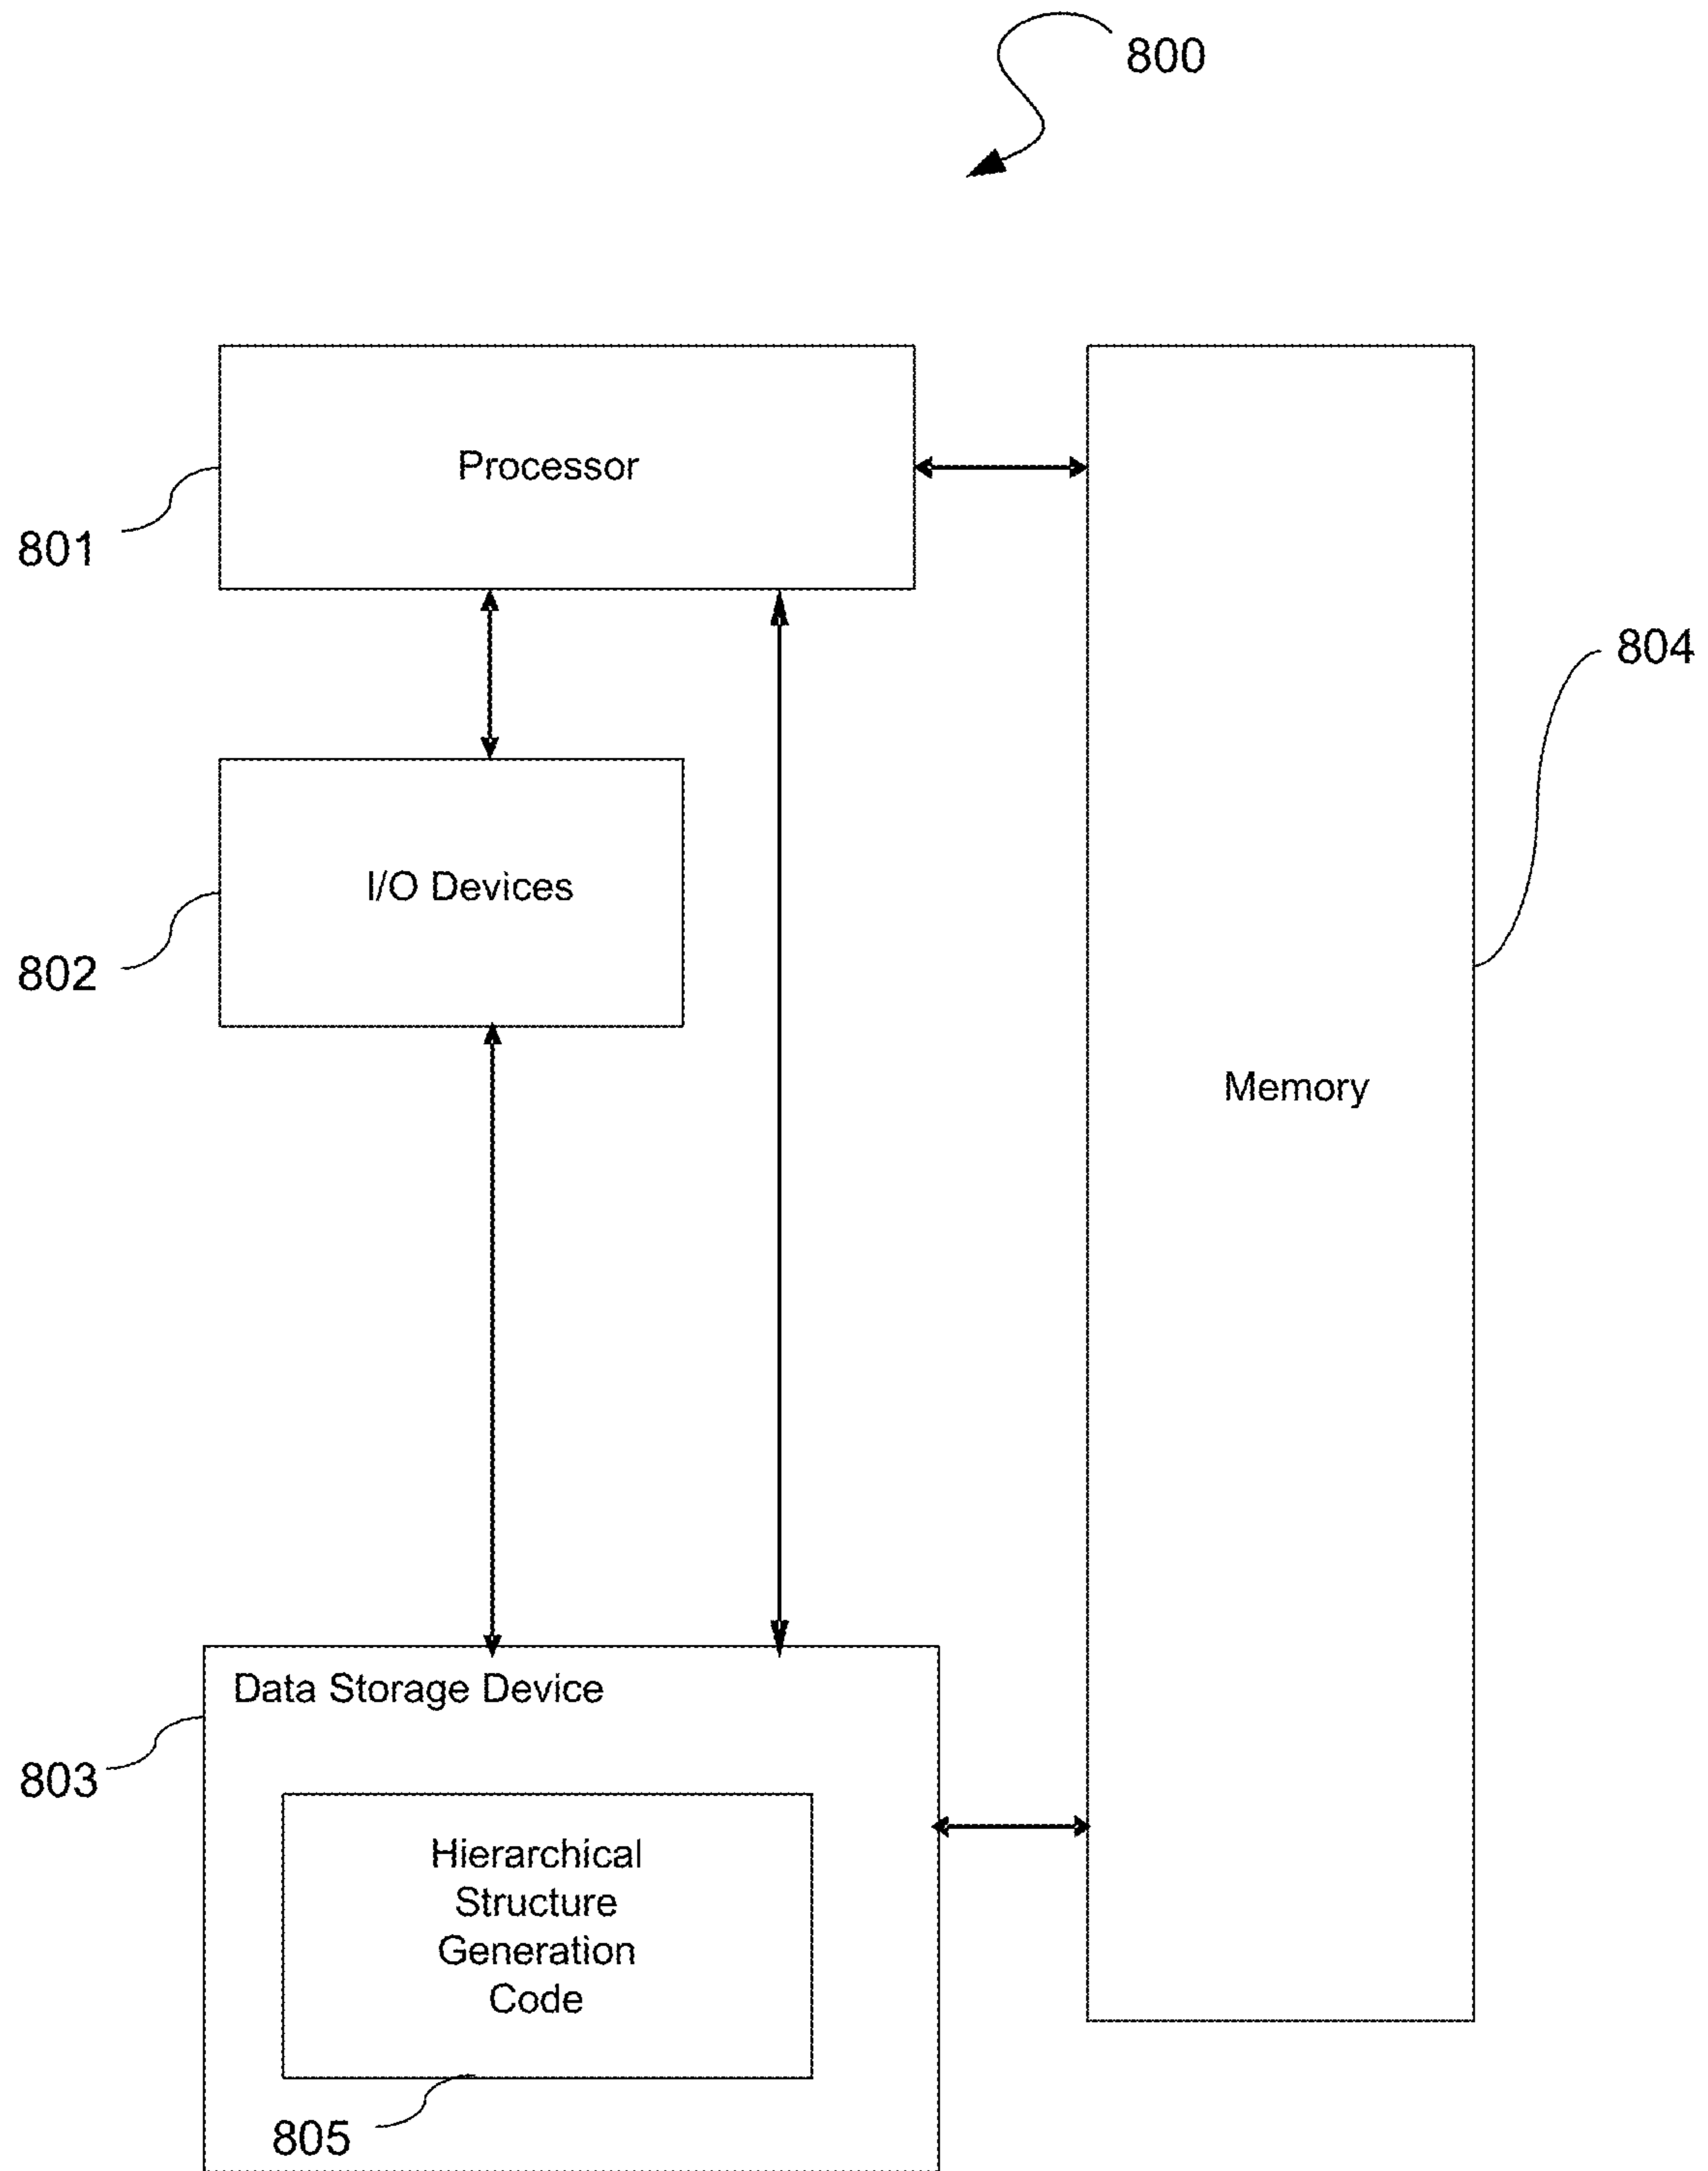 800
Processor
801
804
I/O Devices
802
Memory
Data Storage Device
803
Hierarchical
Structure
Generation
Code
805